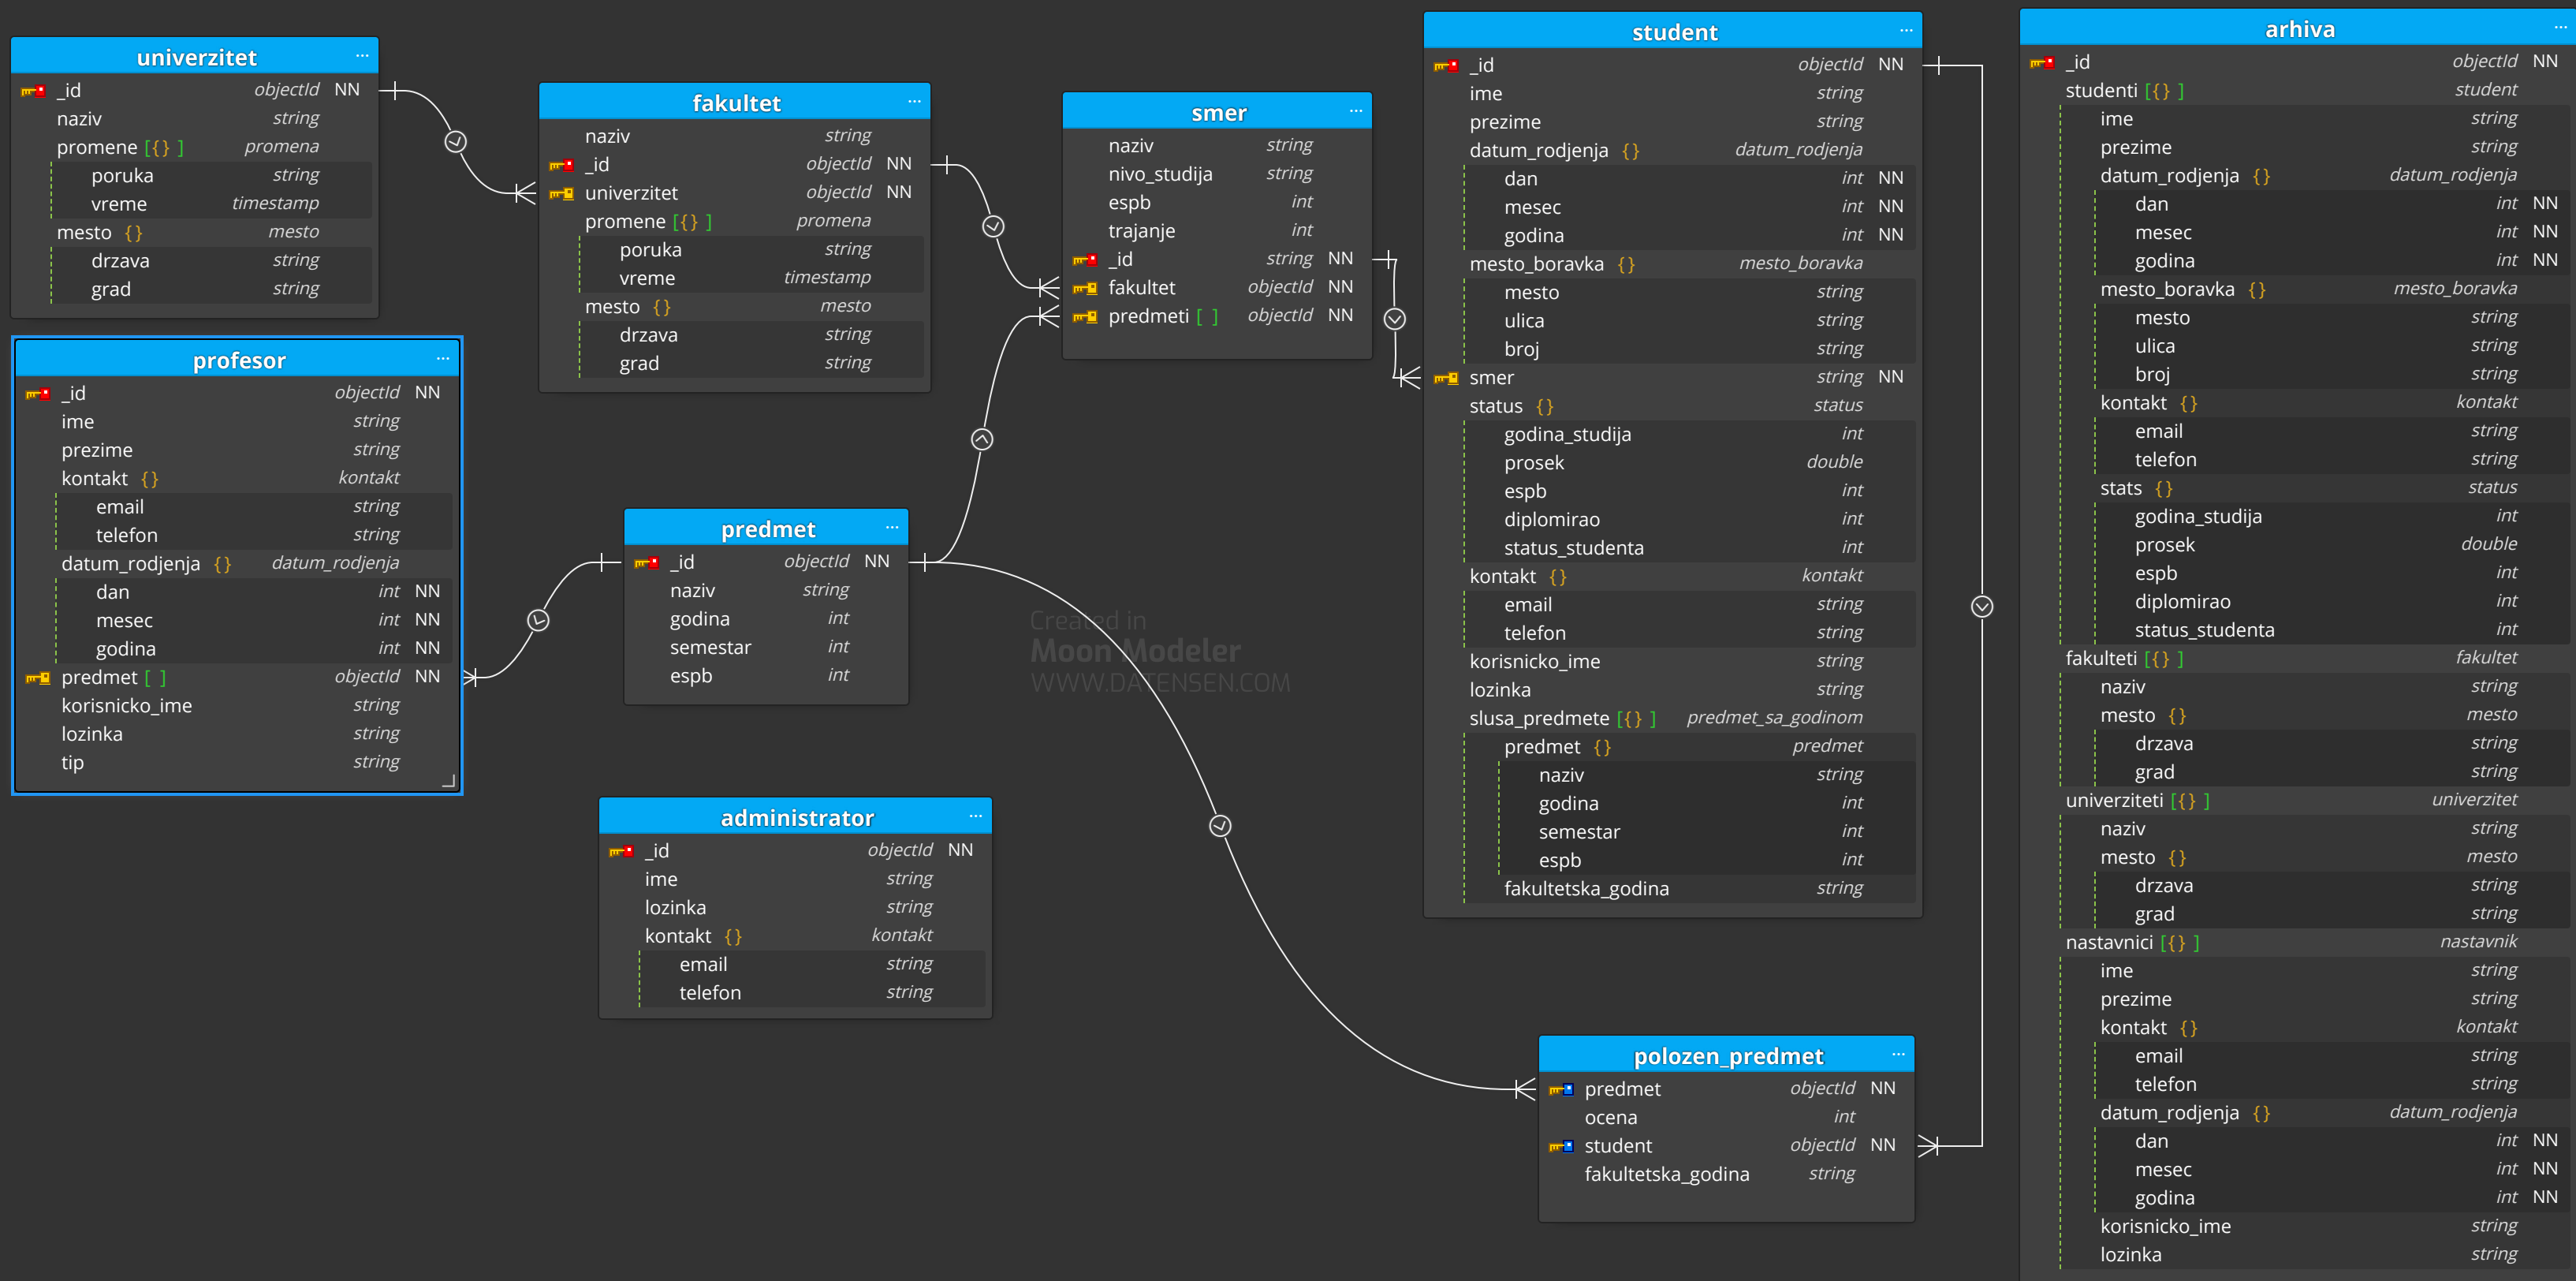 univerzitet ...
_id objectId NN
naziv string
promene [{} ] promena
poruka string
vreme timestamp
mesto {} mesto
drzava string
grad string
profesor ...
_id objectId NN
ime string
prezime string
kontakt {} kontakt
email string
telefon string
datum_rodjenja {} datum_rodjenja
dan int NN
mesec int NN
godina int NN
predmet [ ] objectId NN
korisnicko_ime string
lozinka string
tip string
fakultet ...
naziv string
_id objectId NN
univerzitet objectId NN
promene [{} ] promena
poruka string
vreme timestamp
mesto {} mesto
drzava string
grad string
predmet ...
_id objectId NN
naziv string
godina int
semestar int
espb int
administrator ...
_id objectId NN
ime string
lozinka string
kontakt {} kontakt
email string
telefon string
smer ...
naziv string
nivo_studija string
espb int
trajanje int
_id string NN
fakultet objectId NN
predmeti [ ] objectId NN
Created in
Moon Modeler
WWW.DATENSEN.COM
student ...
_id objectId NN
ime string
prezime string
datum_rodjenja {} datum_rodjenja
dan int NN
mesec int NN
godina int NN
mesto_boravka {} mesto_boravka
mesto string
ulica string
broj string
smer string NN
status {} status
godina_studija int
prosek double
espb int
diplomirao int
status_studenta int
kontakt {} kontakt
email string
telefon string
korisnicko_ime string
lozinka string
slusa_predmete [{} ] predmet_sa_godinom
predmet {} predmet
naziv string
godina int
semestar int
espb int
fakultetska_godina string
polozen_predmet ...
predmet objectId NN
ocena int
student objectId NN
fakultetska_godina string
arhiva ...
_id objectId NN
studenti [{} ] student
ime string
prezime string
datum_rodjenja {} datum_rodjenja
dan int NN
mesec int NN
godina int NN
mesto_boravka {} mesto_boravka
mesto string
ulica string
broj string
kontakt {} kontakt
email string
telefon string
stats {} status
godina_studija int
prosek double
espb int
diplomirao int
status_studenta int
fakulteti [{} ] fakultet
naziv string
mesto {} mesto
drzava string
grad string
univerziteti [{} ] univerzitet
naziv string
mesto {} mesto
drzava string
grad string
nastavnici [{} ] nastavnik
ime string
prezime string
kontakt {} kontakt
email string
telefon string
datum_rodjenja {} datum_rodjenja
dan int NN
mesec int NN
godina int NN
korisnicko_ime string
lozinka string